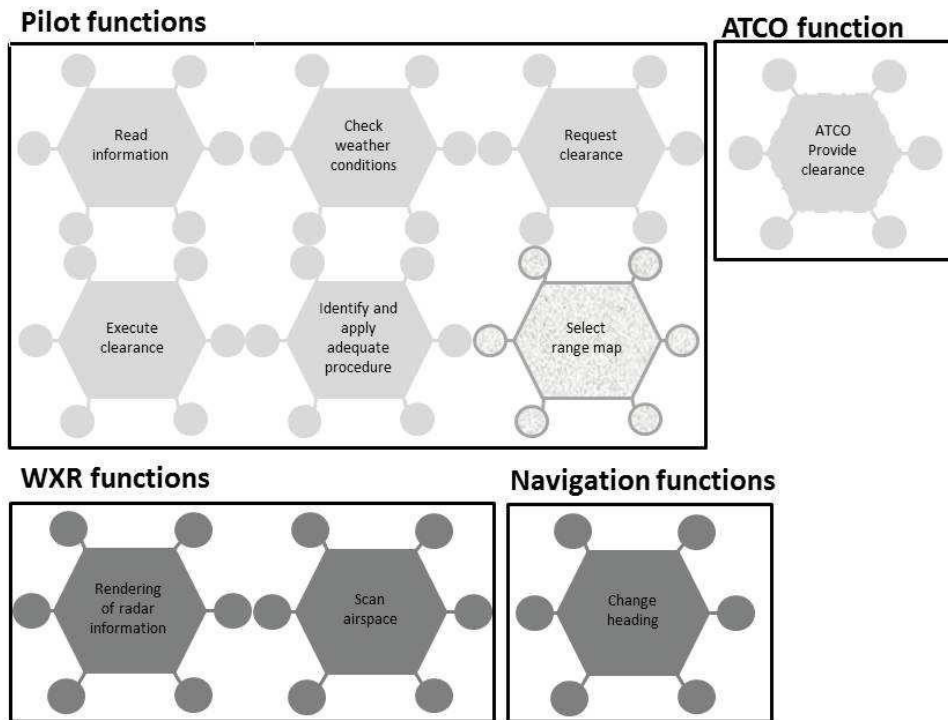 Pilot functions
ATCO function
Read
information
Check
weather
conditions
Request
clearance
ATCO
Provide
clearance
Execute
clearance
Identify and
apply
adequate
procedure
Select
range map
WXR functions
Navigation functions
Rendering
of radar
information
Scan
airspace
Change
heading